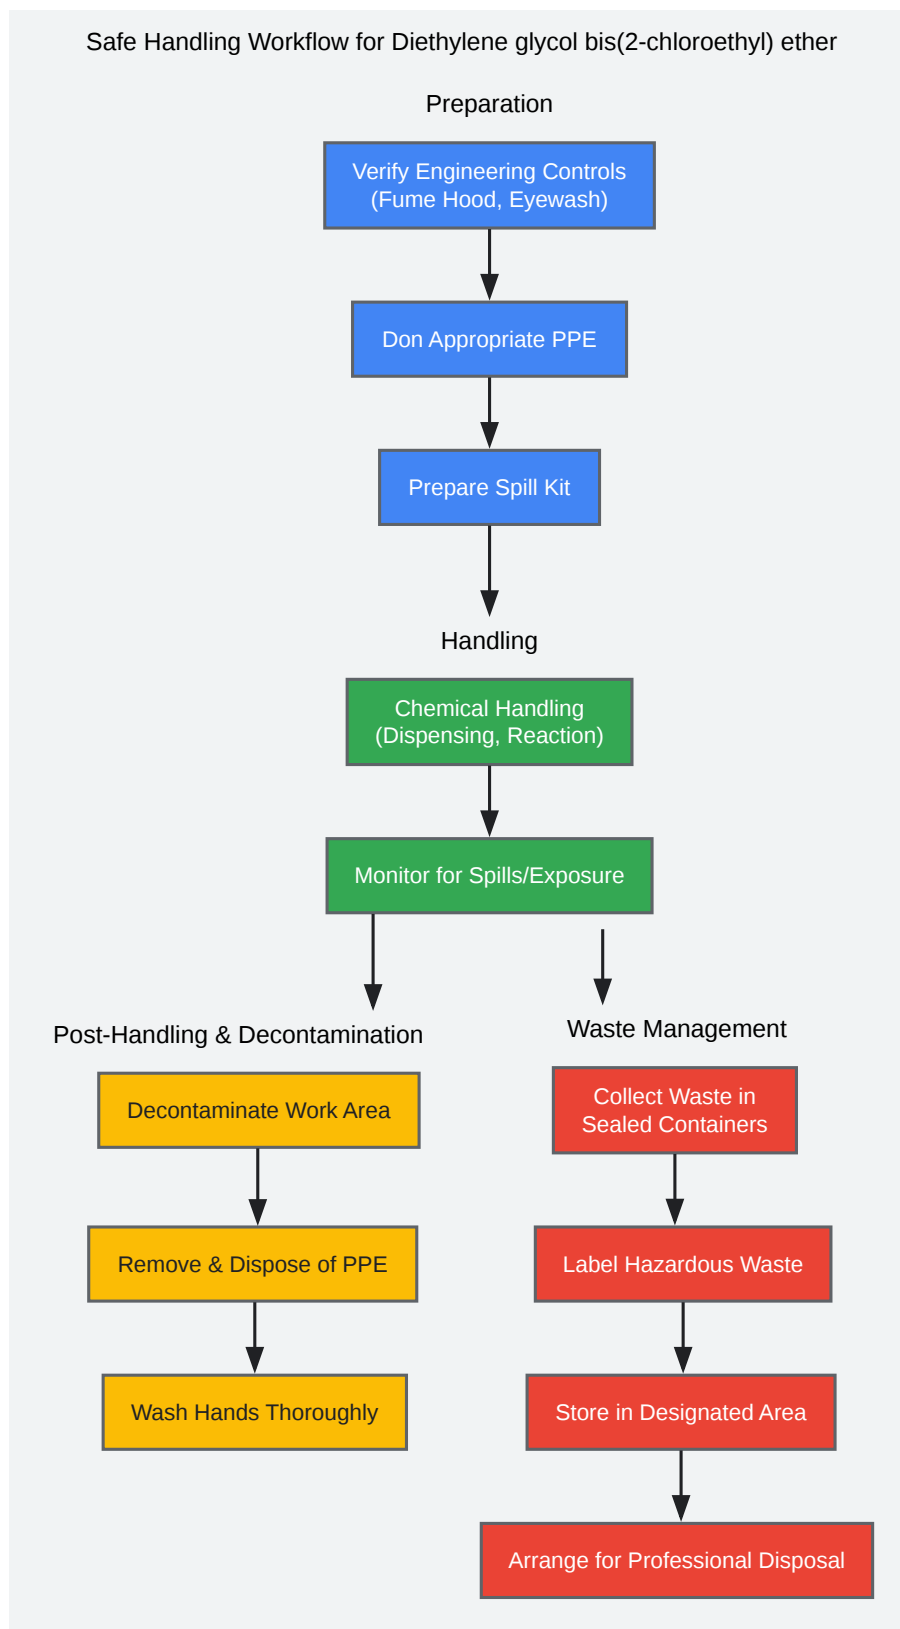 Safe Handling Workflow for Diethylene glycol bis(2-chloroethyl) ether
Preparation
Verify Engineering Controls
(Fume Hood, Eyewash)
Don Appropriate PPE
Prepare Spill Kit
Handling
Chemical Handling
(Dispensing, Reaction)
Monitor for Spills/Exposure
Post-Handling & Decontamination
Decontaminate Work Area
Remove & Dispose of PPE
Wash Hands Thoroughly
Waste Management
Collect Waste in
Sealed Containers
Label Hazardous Waste
Store in Designated Area
Arrange for Professional Disposal